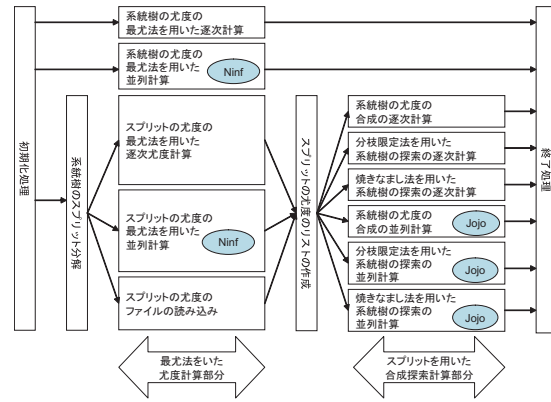 初期化処理
系統樹の尤度の
最尤法を用いた逐次計算
系統樹の尤度の
最尤法を用いた
並列計算
Ninf
系統樹のスプリット分解
スプリットの尤度の
最尤法を用いた
逐次尤度計算
スプリットの尤度の
最尤法を用いた
並列計算
Ninf
スプリットの尤度の
ファイルの読み込み
スプリットの尤度のリストの作成
系統樹の尤度の
合成の逐次計算
分枝限定法を用いた
系統樹の探索の逐次計算
焼きなまし法を用いた
系統樹の探索の逐次計算
系統樹の尤度の
合成の並列計算
Jojo
分枝限定法を用いた
系統樹の探索の
並列計算
Jojo
焼きなまし法を用いた
系統樹の探索の
並列計算
Jojo
終了処理
最尤法をいた
尤度計算部分
スプリットを用いた
合成探索計算部分